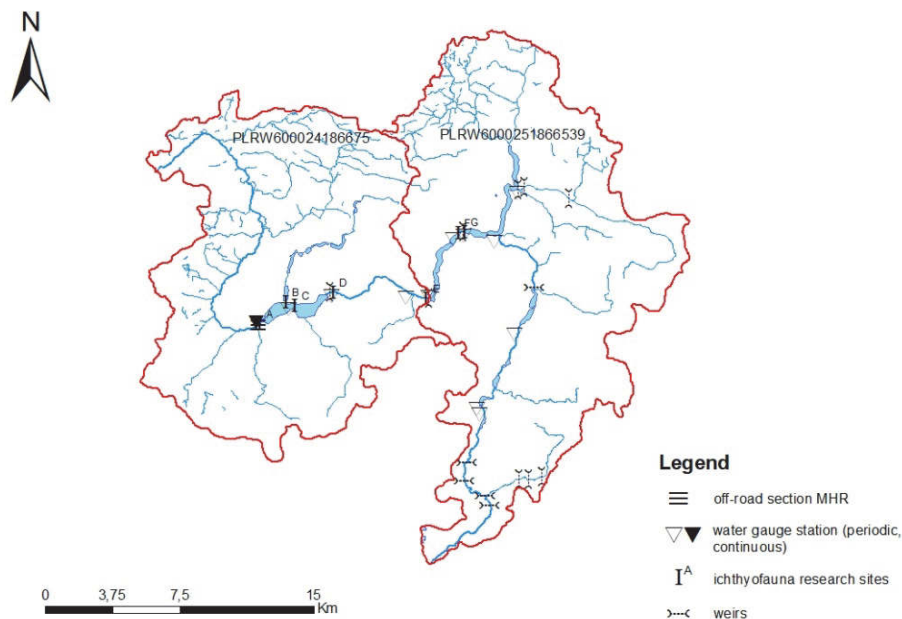 N
PLRW600024186675
PLRW6000251866539
FG
B
C
D
E
A
Legend
off-road section MHR
water gauge station (periodic,
continuous)
A
ichthyofauna research sites
weirs
0 3,75 7,5 15
Km